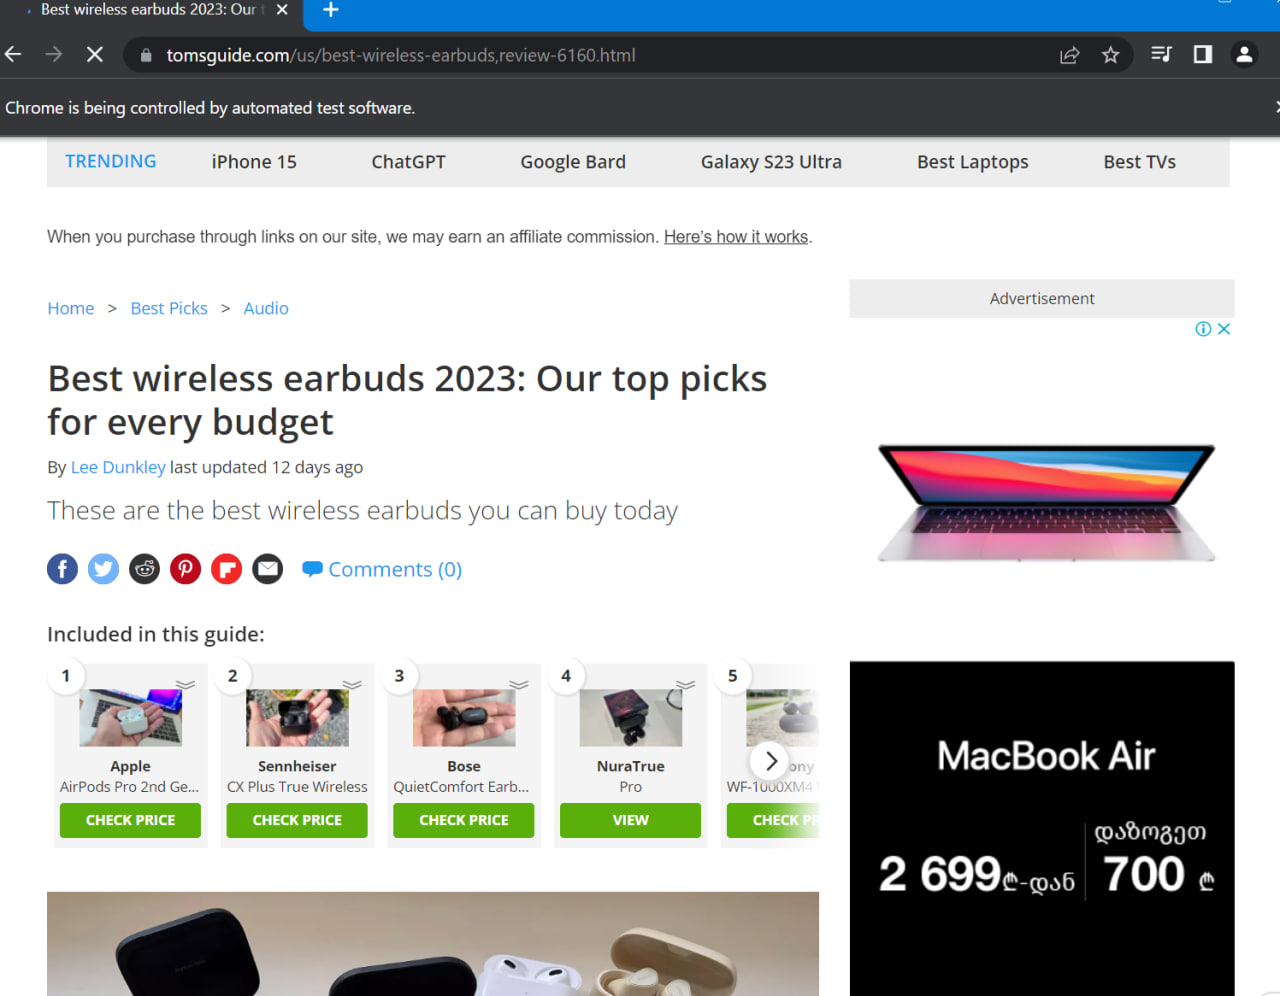 Best wireless earbuds 2023: Our t
tomsguide.com/us/best-wireless-earbuds,review-6160.html
Chrome is being controlled by automated test software.
TRENDING iPhone 15 ChatGPT Google Bard Galaxy S23 Ultra Best Laptops Best TVs
When you purchase through links on our site, we may earn an affiliate commission. Here's how it works.
Home > Best Picks > Audio
Best wireless earbuds 2023: Our top picks
for every budget
By Lee Dunkley last updated 12 days ago
These are the best wireless earbuds you can buy today
Comments (0)
Included in this guide:
1
Apple
AirPods Pro 2nd Ge...
CHECK PRICE
2
Sennheiser
CX Plus True Wireless
CHECK PRICE
3
Bose
QuietComfort Earb...
CHECK PRICE
4
NuraTrue
Pro
VIEW
5
ony
WF-1000XM4
CHECK PR
Advertisement
MacBook Air
2 699₾-დან
დაზოგეთ
700 ₾